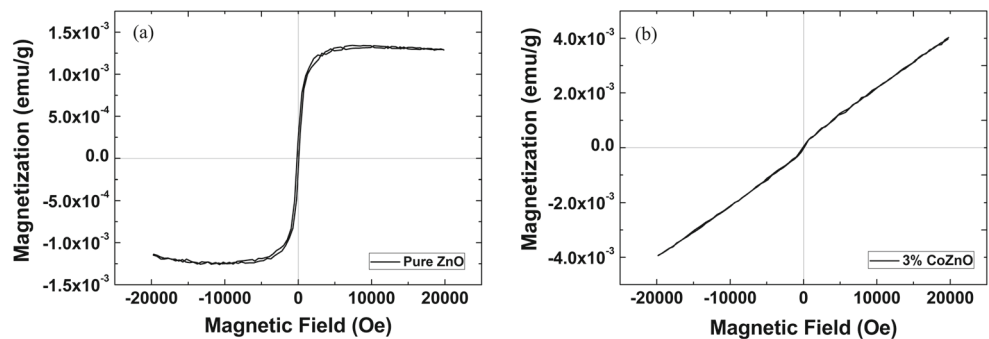 (a)
1.5x10⁻³
1.0x10⁻³
5.0x10⁻⁴
0.0
-5.0x10⁻⁴
-1.0x10⁻³
-1.5x10⁻³
Magnetization (emu/g)
Pure ZnO
-20000 -10000 0 10000 20000
Magnetic Field (Oe)
(b)
4.0x10⁻³
2.0x10⁻³
0.0
-2.0x10⁻³
-4.0x10⁻³
Magnetization (emu/g)
3% CoZnO
-20000 -10000 0 10000 20000
Magnetic Field (Oe)